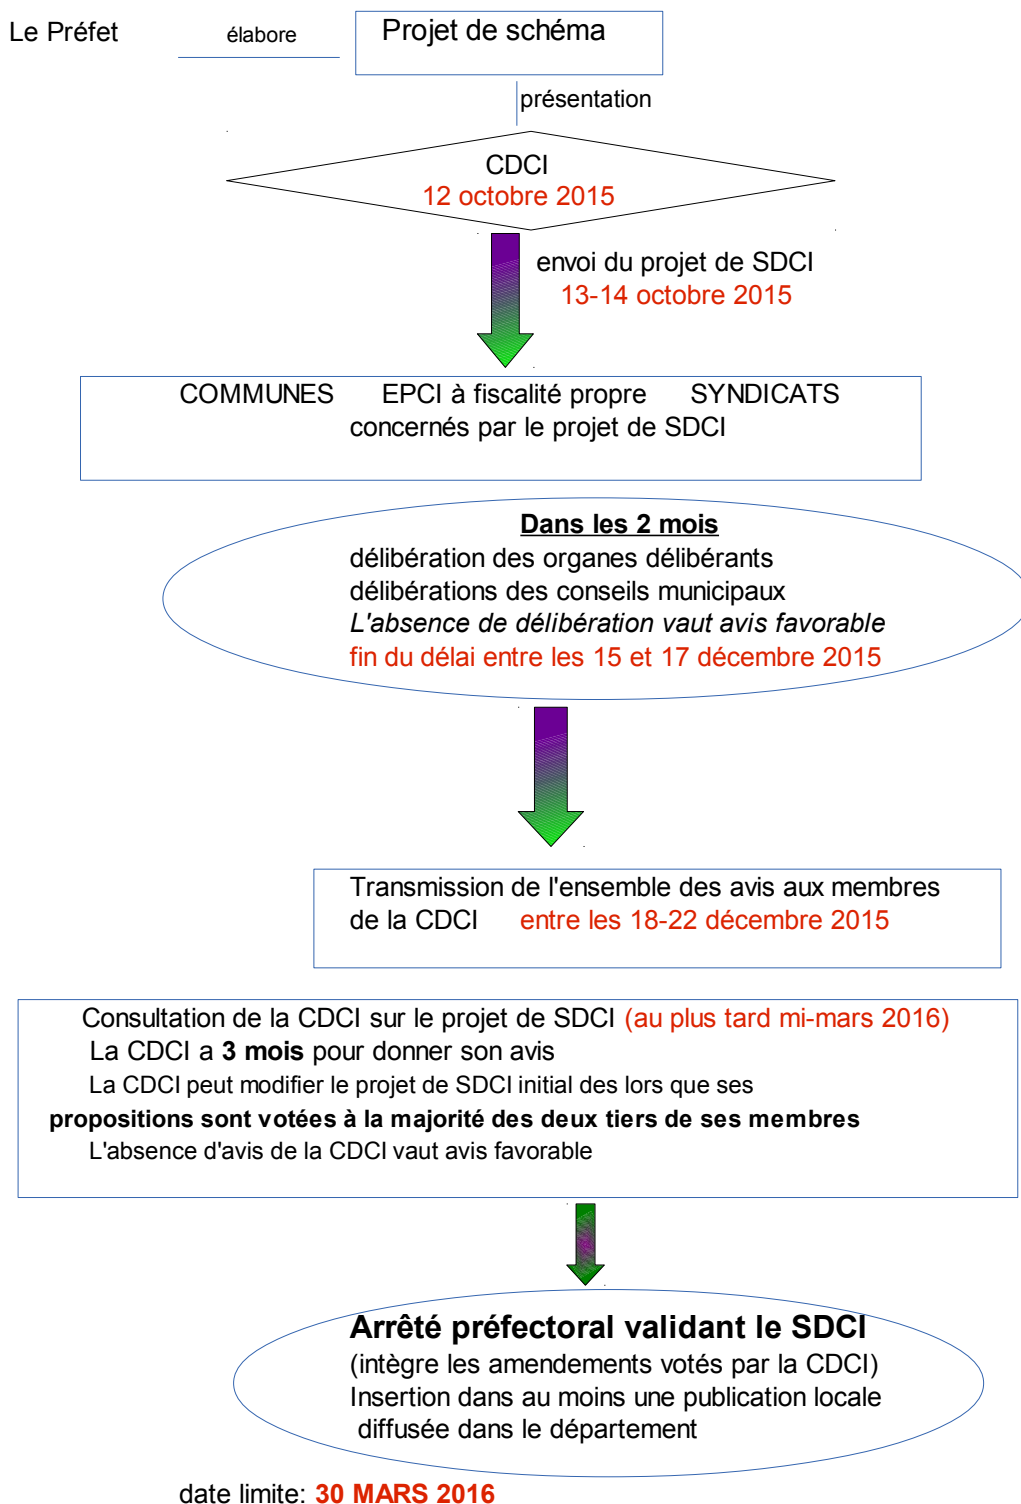 Le Préfet élabore Projet de schéma
présentation
CDCI
12 octobre 2015
envoi du projet de SDCI
13-14 octobre 2015
COMMUNES EPCI à fiscalité propre SYNDICATS
concernés par le projet de SDCI
Dans les 2 mois
délibération des organes délibérants
délibérations des conseils municipaux
L'absence de délibération vaut avis favorable
fin du délai entre les 15 et 17 décembre 2015
Transmission de l'ensemble des avis aux membres
de la CDCI entre les 18-22 décembre 2015
Consultation de la CDCI sur le projet de SDCI (au plus tard mi-mars 2016)
La CDCI a 3 mois pour donner son avis
La CDCI peut modifier le projet de SDCI initial des lors que ses
propositions sont votées à la majorité des deux tiers de ses membres
L'absence d'avis de la CDCI vaut avis favorable
Arrêté préfectoral validant le SDCI
(intègre les amendements votés par la CDCI)
Insertion dans au moins une publication locale
diffusée dans le département
date limite: 30 MARS 2016